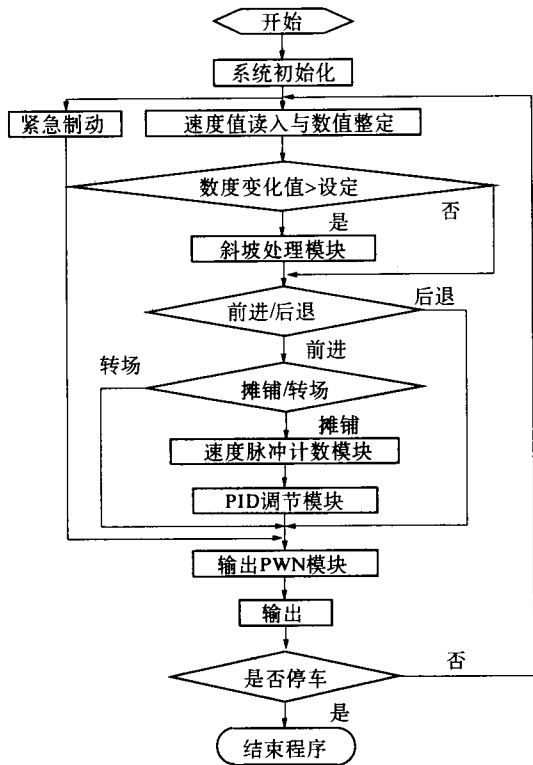 开始
系统初始化
紧急制动
速度值读入与数值整定
数度变化值>设定
否
是
斜坡处理模块
前进/后退
后退
前进
转场
摊铺/转场
摊铺
速度脉冲计数模块
PID调节模块
输出PWN模块
输出
是否停车
否
是
结束程序